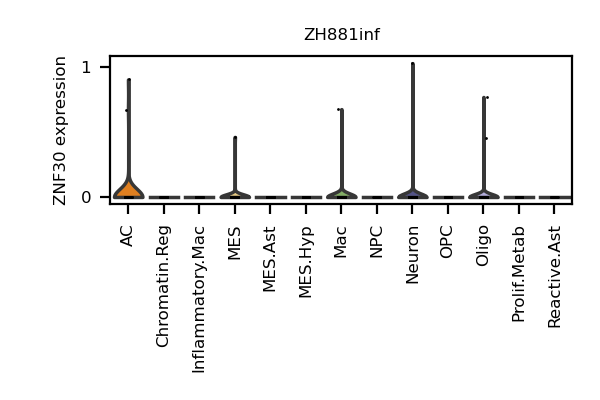 ZH881inf
ZNF30 expression
1
0
AC
Chromatin.Reg
Inflammatory.Mac
MES
MES.Ast
MES.Hyp
Mac
NPC
Neuron
OPC
Oligo
Prolif.Metab
Reactive.Ast